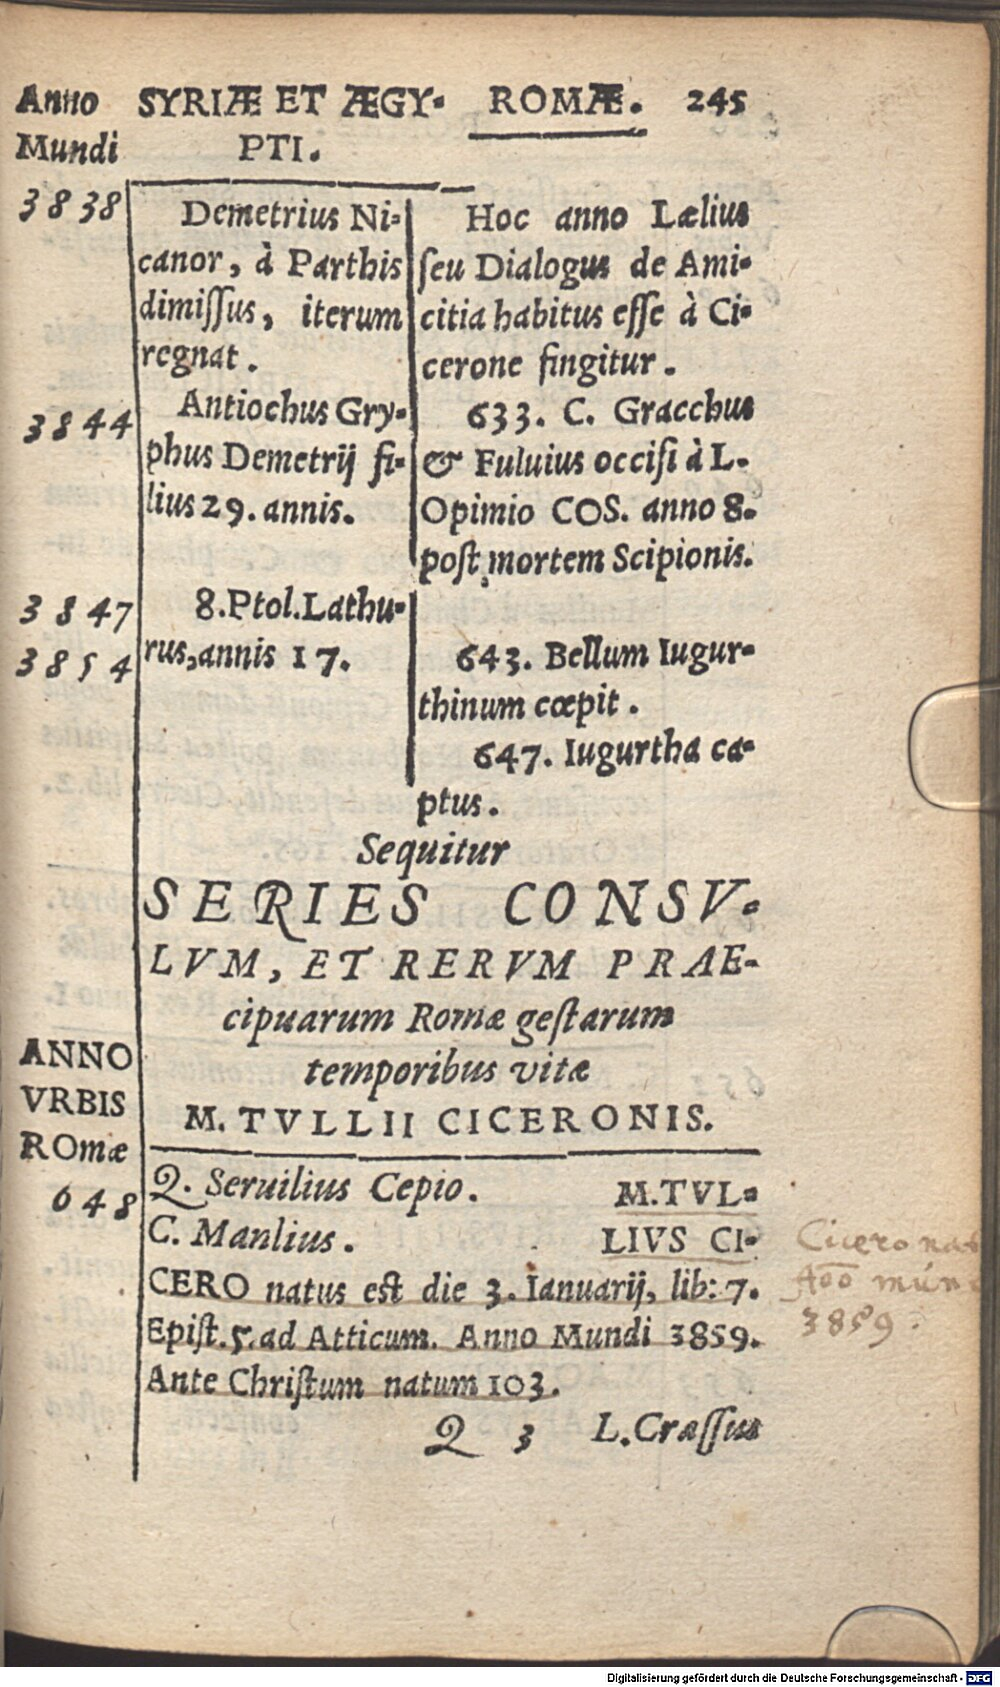 Anno SYRIÆ ET ÆGY- ROMÆ. 245
Mundi PTI.
3838 Demetrius Ni-
canor, à Parthis
dimiſſus, iterum
regnat.
3844 Antiochus Gry-
phus Demetrij fi-
lius 29. annis.
3847 8. Ptol. Lathu-
3854 rus, annis 17.
Hoc anno Lælius
ſeu Dialogus de Ami-
citia habitus eſſe à Ci-
cerone fingitur.
633. C. Gracchus
& Fuluius occiſi à L.
Opimio COS. anno 8.
poſt mortem Scipionis.
643. Bellum Iugur-
thinum cœpit.
647. Iugurtha ca-
ptus.
Sequitur
SERIES CONSV-
LVM, ET RERVM PRAE-
cipuarum Romæ geſtarum
temporibus vitæ
M. TVLLII CICERONIS.
ANNO
VRBIS
ROmæ
648 Q. Seruilius Cepio. M. TVL-
C. Manlius. LIVS CI-
CERO natus eſt die 3. Ianuarij, lib: 7.
Epiſt. 5. ad Atticum. Anno Mundi 3859.
Ante Chriſtum natum 103.
Q 3 L. Craſſus
Cicero nat
3859.
Digitalisierung gefördert durch die Deutsche Forschungsgemeinschaft - DFG